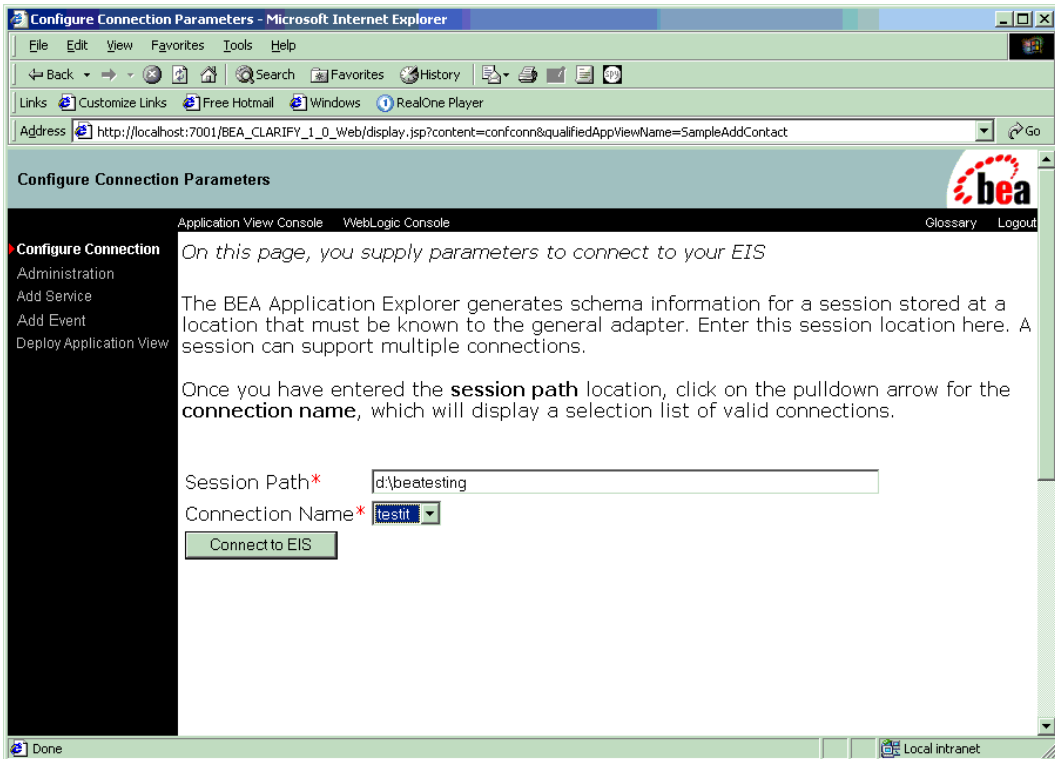 Configure Connection Parameters - Microsoft Internet Explorer
File Edit View Favorites Tools Help
Back Search Favorites History SPY
Links Customize Links Free Hotmail Windows RealOne Player
Address http://localhost:7001/BEA_CLARIFY_1_0_Web/display.jsp?content=confconn&qualifiedAppViewName=SampleAddContact Go
Configure Connection Parameters
bea
Application View Console WebLogic Console Glossary Logout
Configure Connection
Administration
Add Service
Add Event
Deploy Application View
On this page, you supply parameters to connect to your EIS
The BEA Application Explorer generates schema information for a session stored at a
location that must be known to the general adapter. Enter this session location here. A
session can support multiple connections.
Once you have entered the session path location, click on the pulldown arrow for the
connection name, which will display a selection list of valid connections.
Session Path* d:\beatesting
Connection Name* testit
Connect to EIS
Done Local intranet